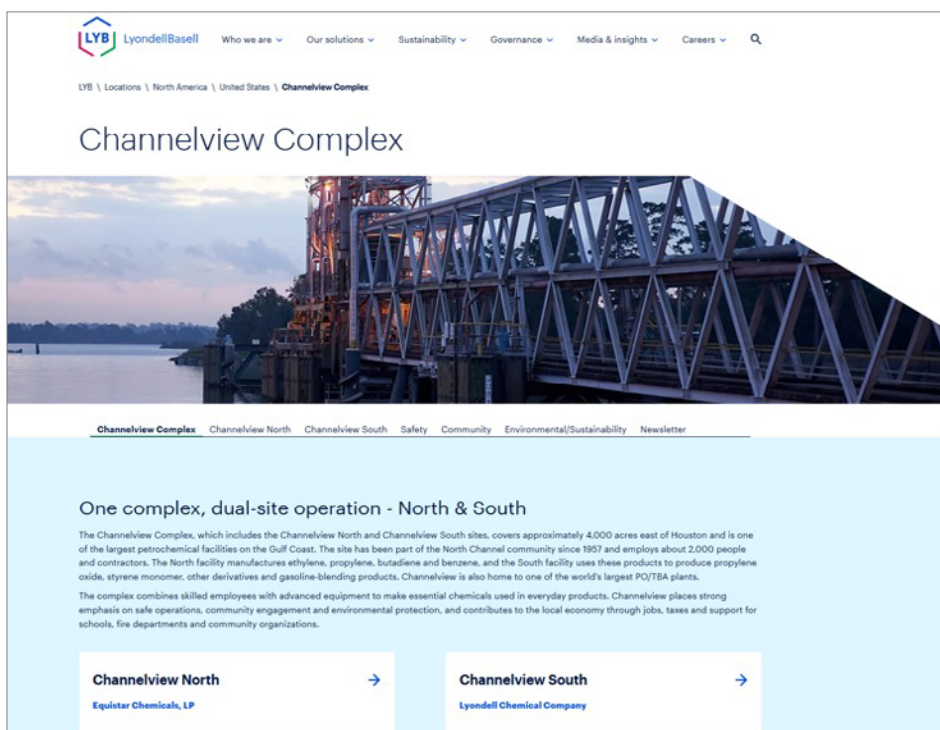 LYB LyondellBasell Who we are Our solutions Sustainability Governance Media & insights Careers
LYB \ Locations \ North America \ United States \ Channelview Complex
Channelview Complex
Channelview Complex Channelview North Channelview South Safety Community Environmental/Sustainability Newsletter
One complex, dual-site operation - North & South
The Channelview Complex, which includes the Channelview North and Channelview South sites, covers approximately 4,000 acres east of Houston and is one
of the largest petrochemical facilities on the Gulf Coast. The site has been part of the North Channel community since 1957 and employs about 2,000 people
and contractors. The North facility manufactures ethylene, propylene, butadiene and benzene, and the South facility uses these products to produce propylene
oxide, styrene monomer, other derivatives and gasoline-blending products. Channelview is also home to one of the world's largest PO/TBA plants.
The complex combines skilled employees with advanced equipment to make essential chemicals used in everyday products. Channelview places strong
emphasis on safe operations, community engagement and environmental protection, and contributes to the local economy through jobs, taxes and support for
schools, fire departments and community organizations.
Channelview North
Equistar Chemicals, LP
Channelview South
Lyondell Chemical Company